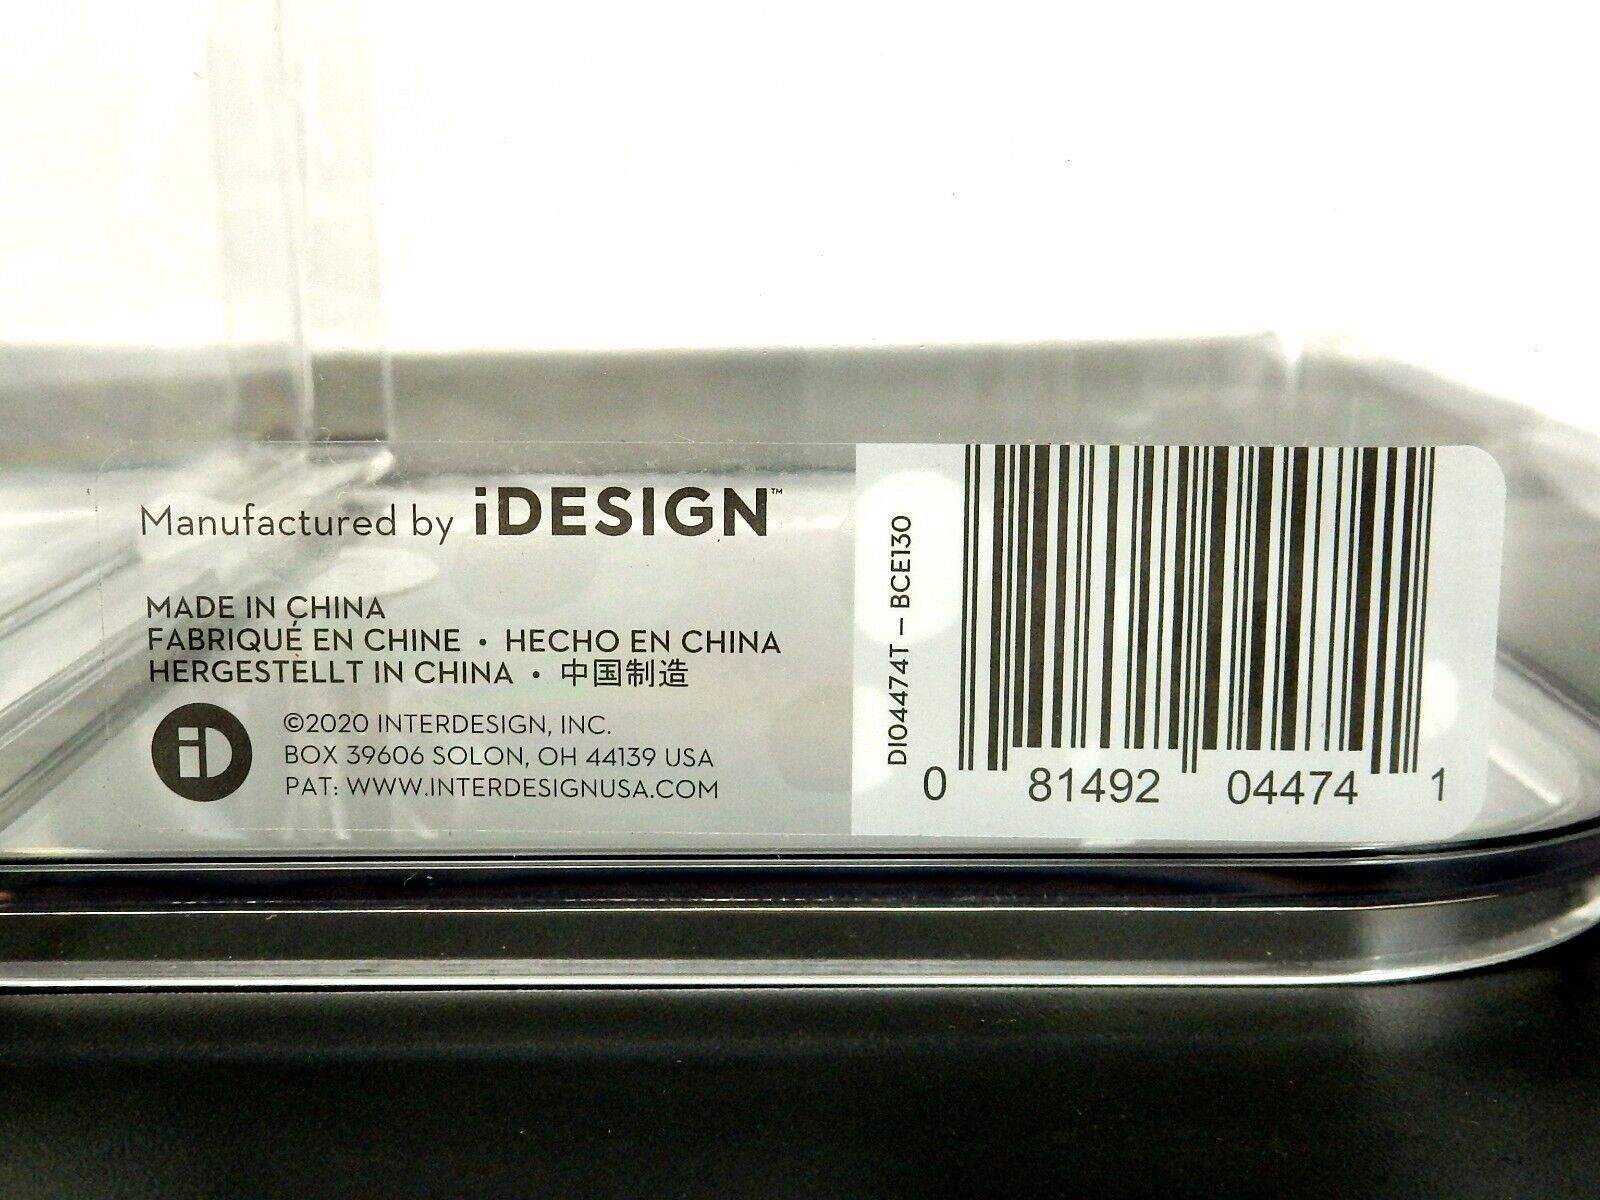 Manufactured by iDESIGN™
MADE IN CHINA
FABRIQUÉ EN CHINE • HECHO EN CHINA
HERGESTELLT IN CHINA • 中国制造
iD
©2020 INTERDESIGN, INC.
BOX 39606 SOLON, OH 44139 USA
PAT: WWW.INTERDESIGNUSA.COM
DI04474T – BCE130
0 81492 04474 1